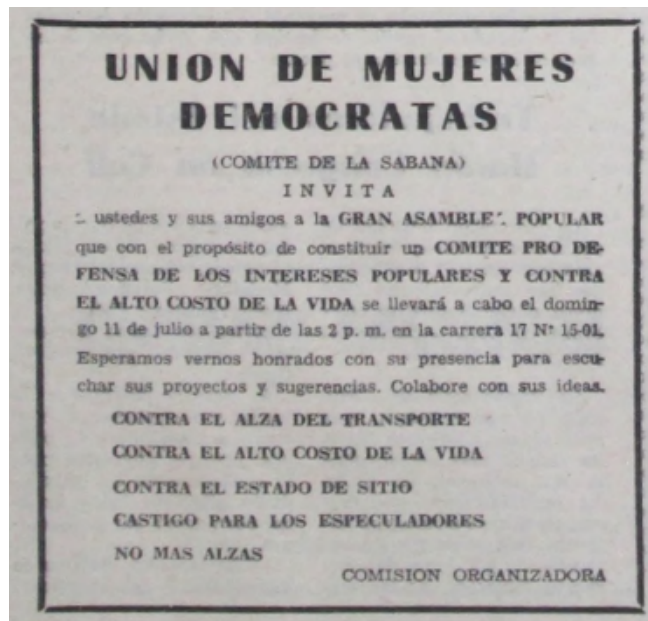 UNION DE MUJERES
DEMOCRATAS
(COMITE DE LA SABANA)
INVITA
ustedes y sus amigos a la GRAN ASAMBLE. POPULAR
que con el propósito de constituir un COMITE PRO DE-
FENSA DE LOS INTERESES POPULARES Y CONTRA
EL ALTO COSTO DE LA VIDA se llevará a cabo el domin-
go 11 de julio a partir de las 2 p. m. en la carrera 17 N° 15-01.
Esperamos vernos honrados con su presencia para escu-
char sus proyectos y sugerencias. Colabore con sus ideas.
CONTRA EL ALZA DEL TRANSPORTE
CONTRA EL ALTO COSTO DE LA VIDA
CONTRA EL ESTADO DE SITIO
CASTIGO PARA LOS ESPECULADORES
NO MAS ALZAS
COMISION ORGANIZADORA